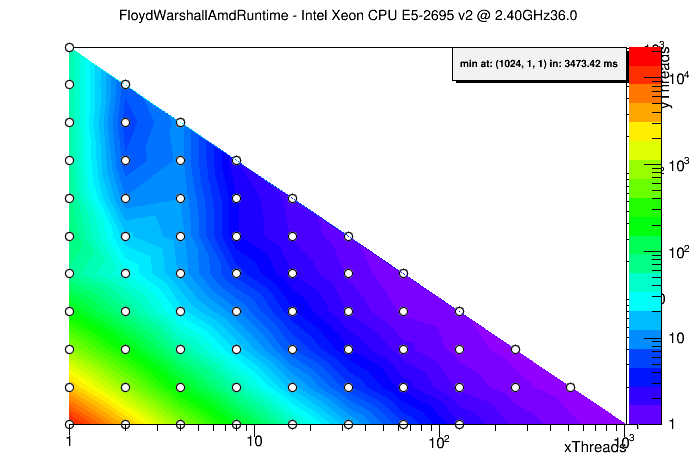 FloydWarshallAmdRuntime - Intel Xeon CPU E5-2695 v2 @ 2.40GHz36.0
min at: (1024, 1, 1) in: 3473.42 ms
10³
yThreads
10⁴
10³
10²
10
1
1 10 10² 10³
xThreads